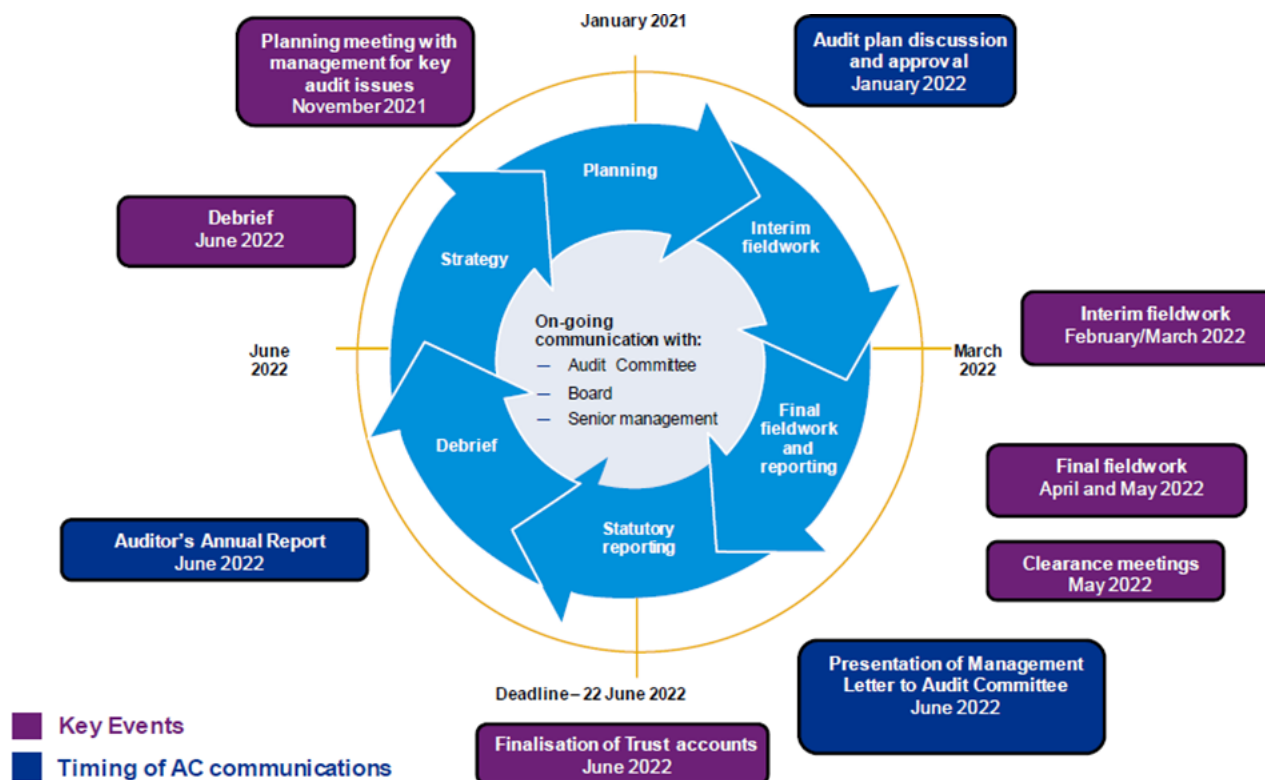 January 2021
Planning meeting with
management for key
audit issues
November 2021
Audit plan discussion
and approval
January 2022
Planning
Interim
fieldwork
Debrief
June 2022
Strategy
On-going
communication with:
— Audit Committee
— Board
— Senior management
Interim fieldwork
February/March 2022
June
2022
March
2022
Final
fieldwork
and
reporting
Debrief
Final fieldwork
April and May 2022
Statutory
reporting
Auditor's Annual Report
June 2022
Clearance meetings
May 2022
Presentation of Management
Letter to Audit Committee
June 2022
Deadline– 22 June 2022
Finalisation of Trust accounts
June 2022
Key Events
Timing of AC communications